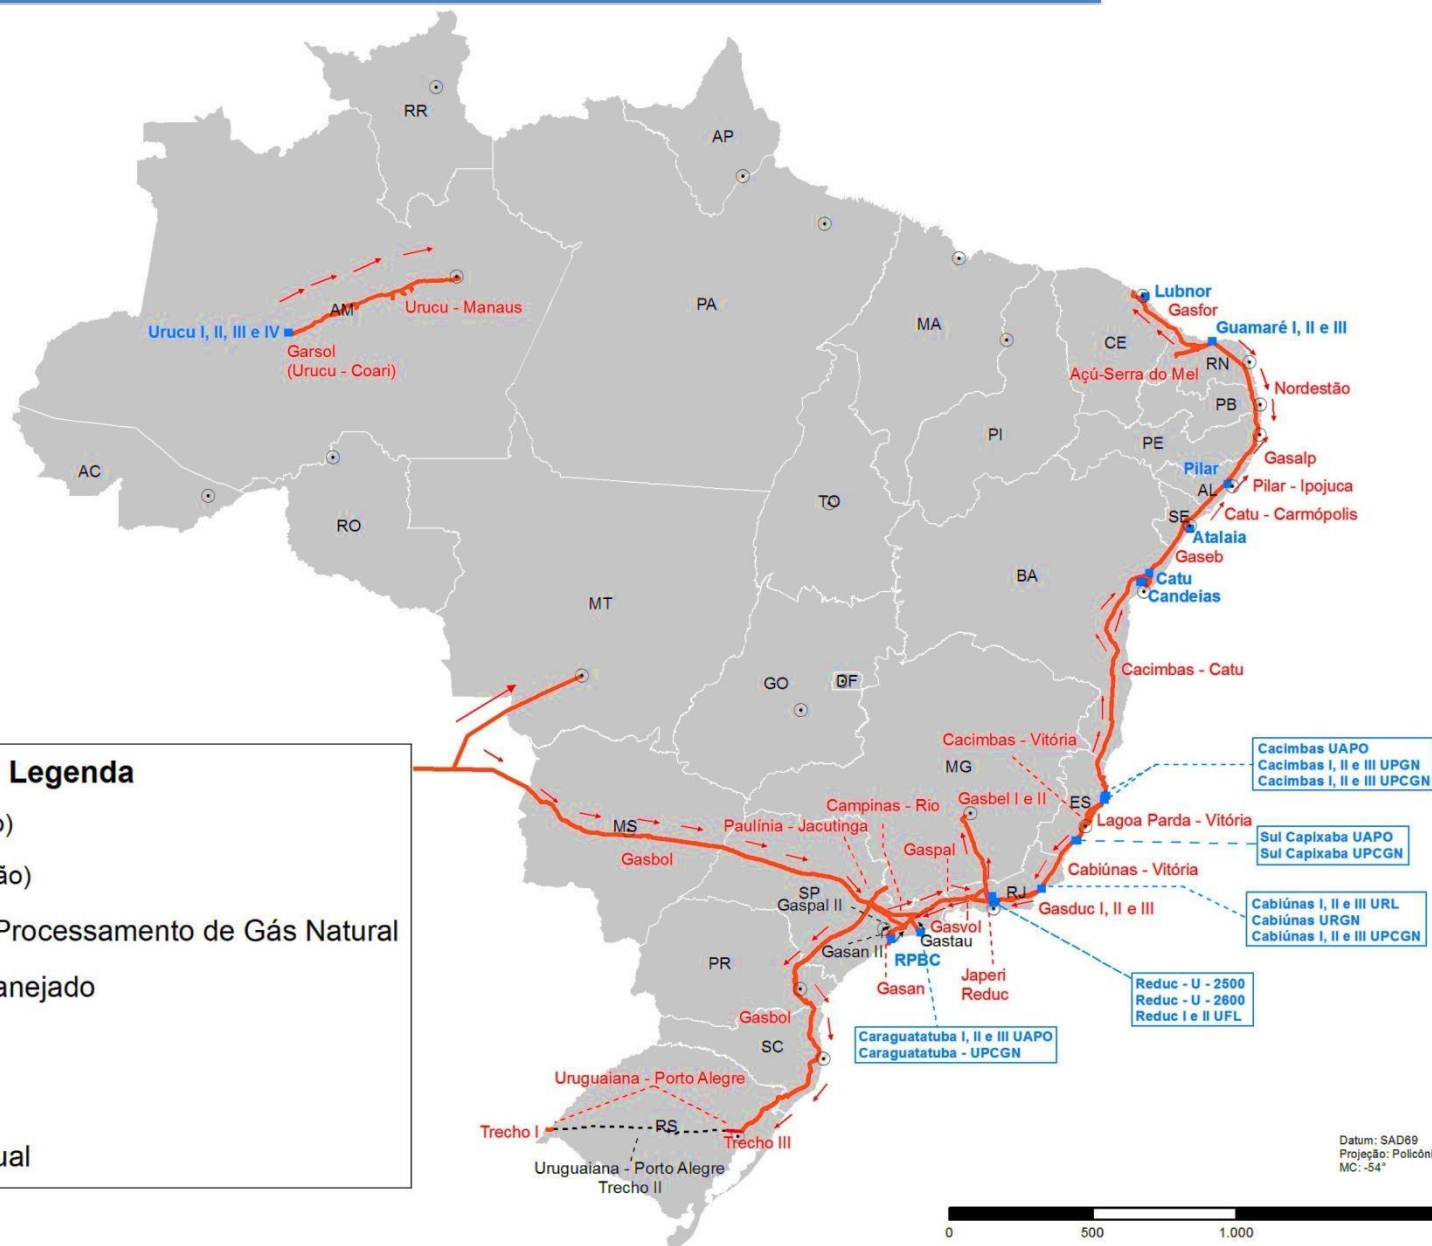 RR
AP
AM
Urucu - Manaus
Urucu I, II, III e IV
Garsol
(Urucu - Coari)
PA
MA
Lubnor
Gasfor
Guamaré I, II e III
CE
RN
Açú-Serra do Mel
Nordestão
PB
PI
PE
Gasalp
Pilar
AL
Pilar - Ipojuca
Catu - Carmópolis
SE
Atalaia
Gaseb
AC
RO
TO
BA
Catu
Candeias
MT
Cacimbas - Catu
GO
DF
Cacimbas - Vitória
MG
Cacimbas UAPO
Cacimbas I, II e III UPGN
Cacimbas I, II e III UPCGN
Legenda
o)
ão)
Processamento de Gás Natural
anejado
ual
Campinas - Rio
Gasbel I e II
ES
Lagoa Parda - Vitória
MS
Paulínia - Jacutinga
Gasbol
Gaspal
Sul Capixaba UAPO
Sul Capixaba UPCGN
Cabiúnas - Vitória
SP
RJ
Gaspal II
Gasduc I, II e III
Cabiúnas I, II e III URL
Cabiúnas URGN
Cabiúnas I, II e III UPCGN
Gasvol
Gastau
Gasan II
RPBC
PR
Gasan
Japeri
Reduc
Reduc - U - 2500
Reduc - U - 2600
Reduc I e II UFL
Gasbol
SC
Caraguatatuba I, II e III UAPO
Caraguatatuba - UPCGN
Uruguaiana - Porto Alegre
Trecho I
RS
Trecho III
Uruguaiana - Porto Alegre
Trecho II
Datum: SAD69
Projeção: Policôni
MC: -54°
0 500 1.000